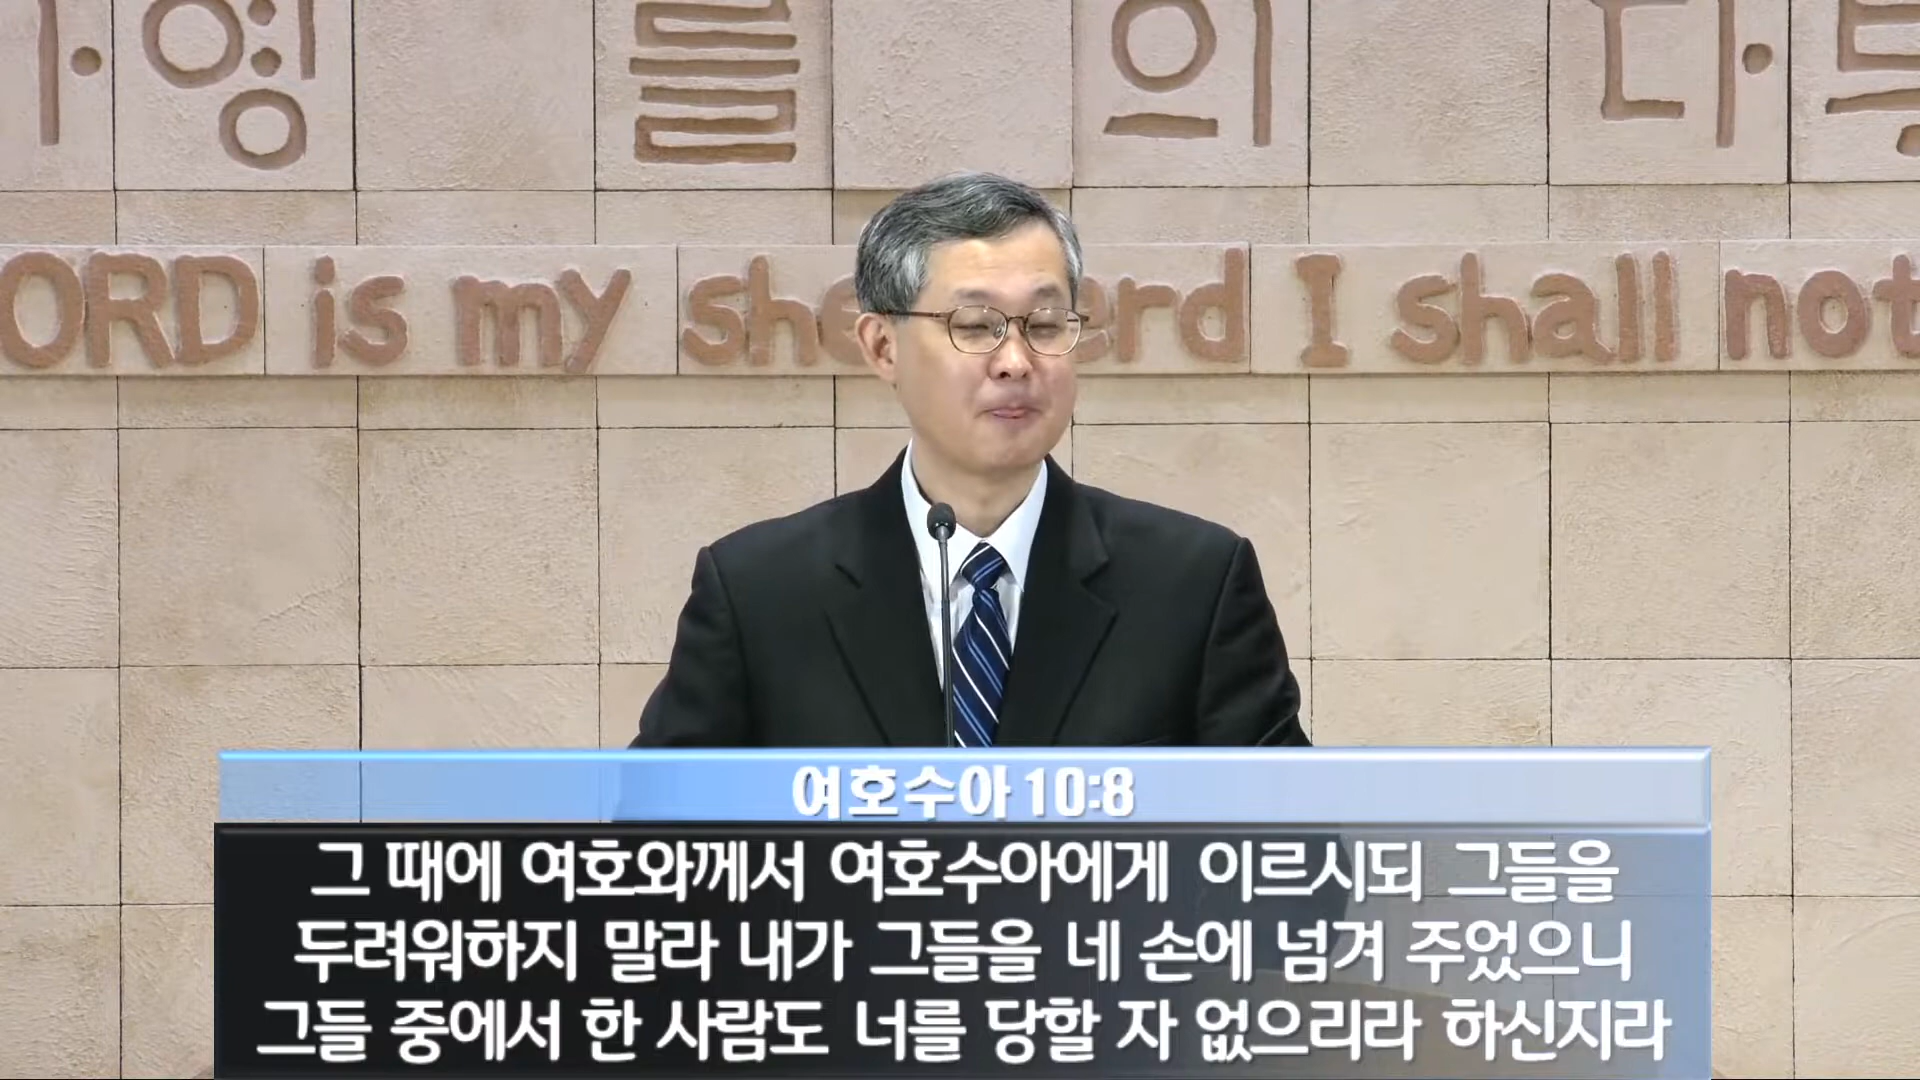 영 들 의 다
ORD is my she erd I shall not
여호수아 10:8
그 때에 여호와께서 여호수아에게 이르시되 그들을
두려워하지 말라 내가 그들을 네 손에 넘겨 주었으니
그들 중에서 한 사람도 너를 당할 자 없으리라 하신지라